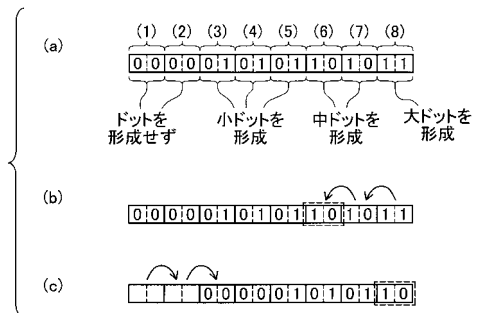 (1) (2) (3) (4) (5) (6) (7) (8)
(a) 0 0 0 0 0 1 0 1 0 1 1 0 1 0 1 1
ドットを 小ドットを 中ドットを 大ドットを
形成せず 形成 形成 形成
(b) 0 0 0 0 0 1 0 1 0 1 1 0 1 0 1 1
(c) 0 0 0 0 0 1 0 1 0 1 1 0